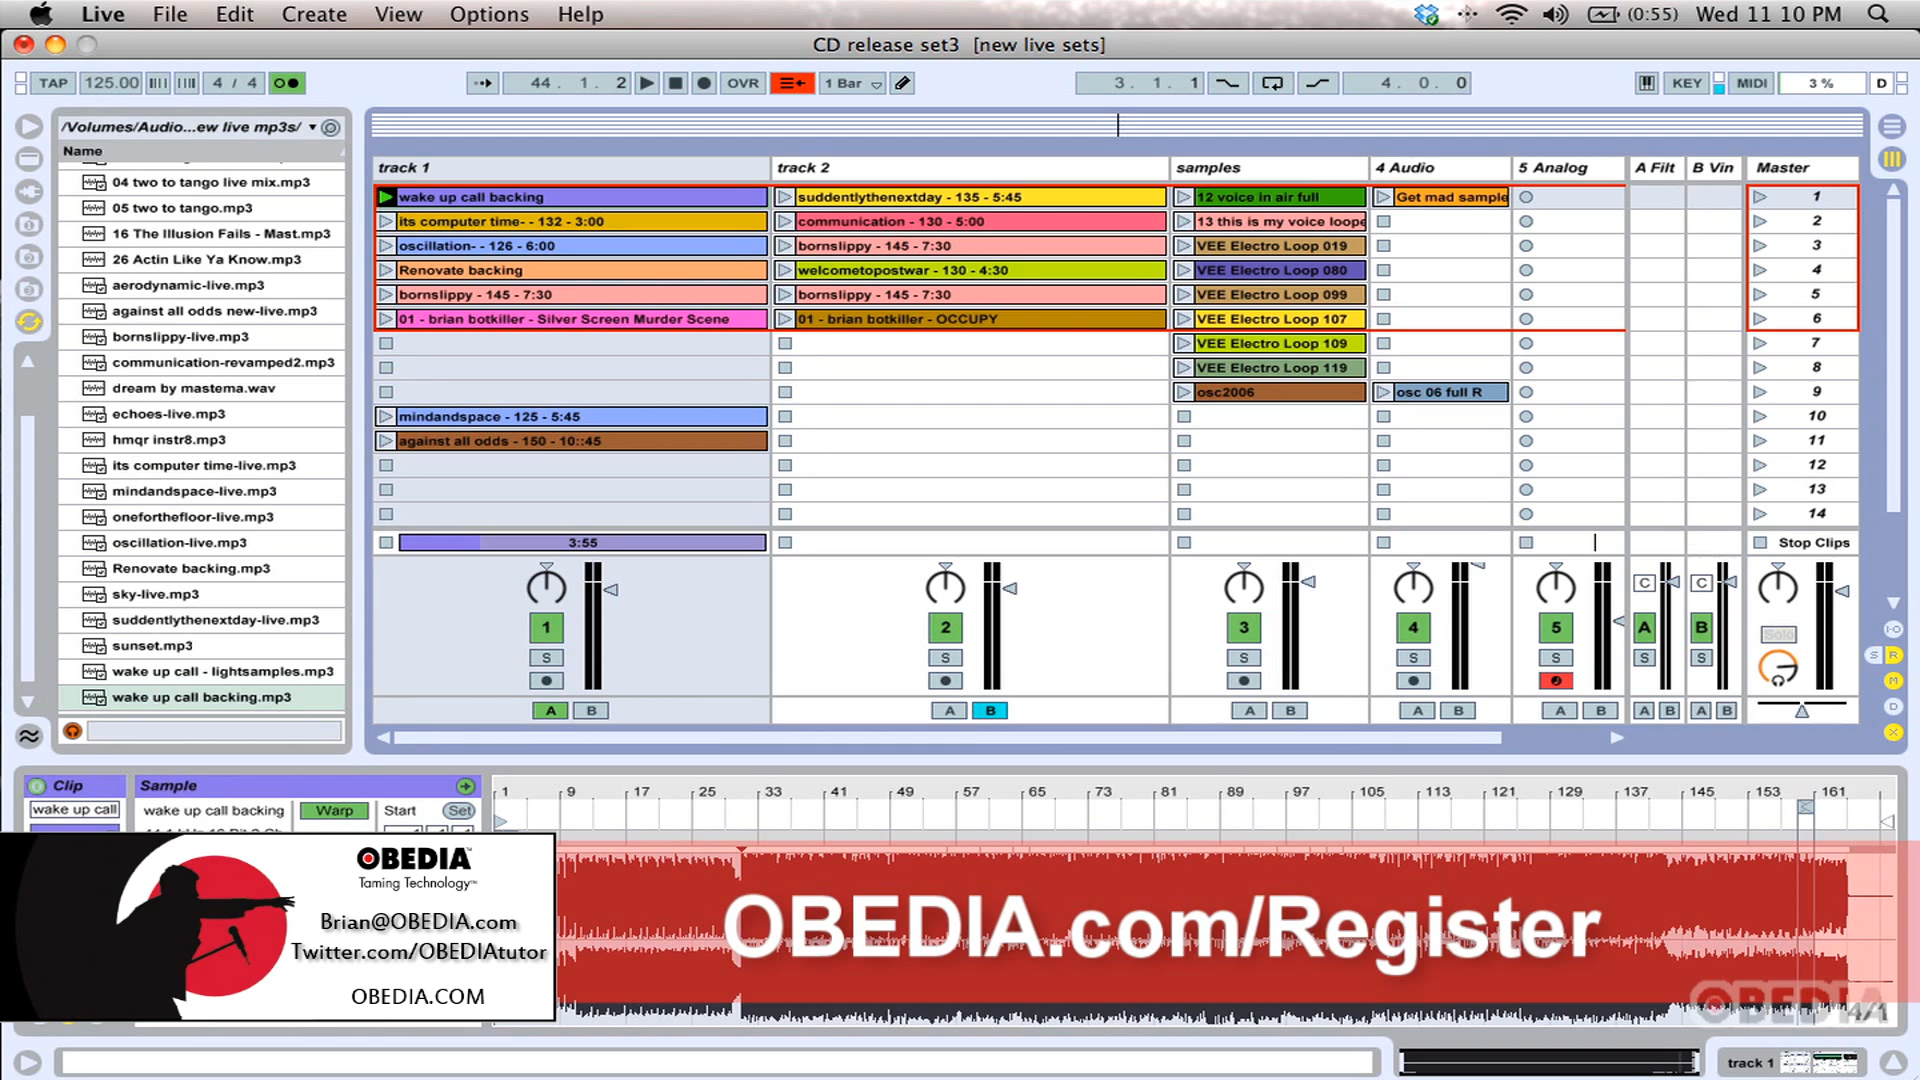 Live File Edit Create View Options Help (0:55) Wed 11 10 PM
CD release set3 [new live sets]
TAP 125.00 4 / 4 44. 1. 2 OVR 1 Bar 3. 1. 1 4. 0. 0 KEY MIDI 3 % D
/Volumes/Audio...ew live mp3s/
Name
04 two to tango live mix.mp3
05 two to tango.mp3
16 The Illusion Fails - Mast.mp3
26 Actin Like Ya Know.mp3
aerodynamic-live.mp3
against all odds new-live.mp3
bornslippy-live.mp3
communication-revamped2.mp3
dream by mastema.wav
echoes-live.mp3
hmqr instr8.mp3
its computer time-live.mp3
mindandspace-live.mp3
oneforthefloor-live.mp3
oscillation-live.mp3
Renovate backing.mp3
sky-live.mp3
suddentlythenextday-live.mp3
sunset.mp3
wake up call - lightsamples.mp3
wake up call backing.mp3
track 1 track 2 samples 4 Audio 5 Analog A Filt B Vin Master
wake up call backing suddentlythenextday - 135 - 5:45 12 voice in air full Get mad sample 1
its computer time- - 132 - 3:00 communication - 130 - 5:00 13 this is my voice loope 2
oscillation- - 126 - 6:00 bornslippy - 145 - 7:30 VEE Electro Loop 019 3
Renovate backing welcometopostwar - 130 - 4:30 VEE Electro Loop 080 4
bornslippy - 145 - 7:30 bornslippy - 145 - 7:30 VEE Electro Loop 099 5
01 - brian botkiller - Silver Screen Murder Scene 01 - brian botkiller - OCCUPY VEE Electro Loop 107 6
VEE Electro Loop 109 7
VEE Electro Loop 119 8
osc2006 osc 06 full R 9
mindandspace - 125 - 5:45 10
against all odds - 150 - 10::45 11
12
13
14
3:55 Stop Clips
C C
1 2 3 4 5 A B Solo
S S S S S S S
A B A B A B A B A B A B A B
I-O
S R
M
D
X
Clip Sample
wake up call wake up call backing Warp Start Set
1 9 17 25 33 41 49 57 65 73 81 89 97 105 113 121 129 137 145 153 161
OBEDIA™
Taming Technology™
Brian@OBEDIA.com
Twitter.com/OBEDIAtutor
OBEDIA.COM
OBEDIA.com/Register
OBEDIA
4/1
track 1